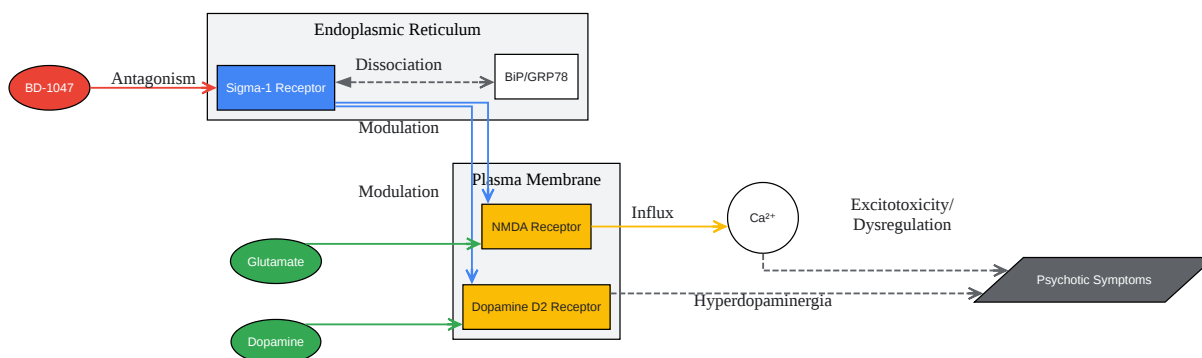 Endoplasmic Reticulum
Dissociation
BiP/GRP78
Antagonism
BD-1047
Sigma-1 Receptor
Modulation
Plasma Membrane
Modulation
Excitotoxicity/
Dysregulation
Influx
Ca²⁺
NMDA Receptor
Glutamate
Psychotic Symptoms
Hyperdopaminergia
Dopamine D2 Receptor
Dopamine